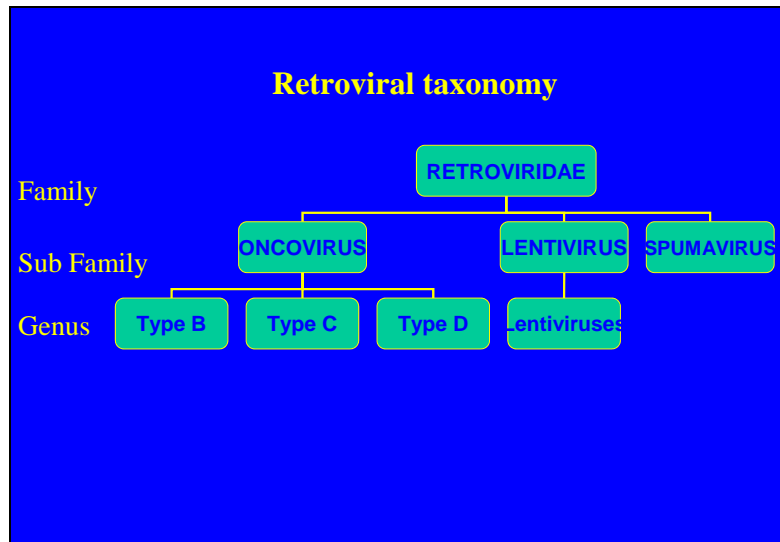 Retroviral taxonomy
RETROVIRIDAE
Family
ONCOVIRUS LENTIVIRUS SPUMAVIRUS
Sub Family
Genus Type B Type C Type D Lentiviruses